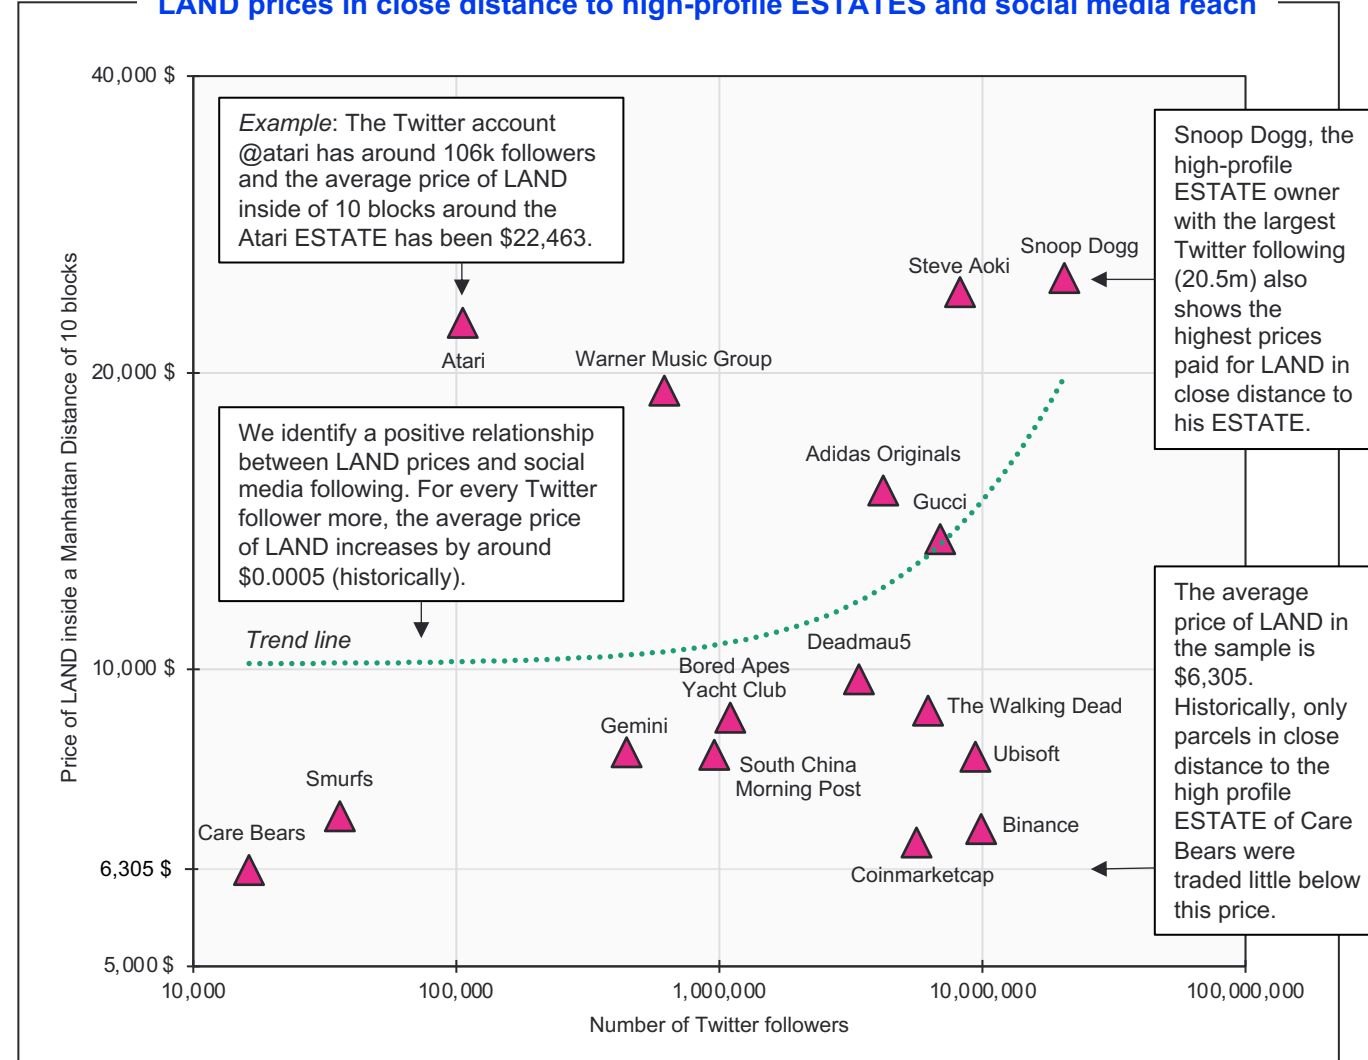 LAND prices in close distance to high-profile ESTATES and social media reach
40,000 $
Example: The Twitter account
@atari has around 106k followers
and the average price of LAND
inside of 10 blocks around the
Atari ESTATE has been $22,463.
Snoop Dogg, the
high-profile
ESTATE owner
with the largest
Twitter following
(20.5m) also
shows the
highest prices
paid for LAND in
close distance to
his ESTATE.
Snoop Dogg
Steve Aoki
Atari
Warner Music Group
20,000 $
We identify a positive relationship
between LAND prices and social
media following. For every Twitter
follower more, the average price
of LAND increases by around
$0.0005 (historically).
Adidas Originals
Gucci
Trend line
Deadmau5
10,000 $
Bored Apes
Yacht Club
The Walking Dead
Gemini
South China
Morning Post
Ubisoft
Smurfs
Care Bears
Binance
Coinmarketcap
6,305 $
The average
price of LAND in
the sample is
$6,305.
Historically, only
parcels in close
distance to the
high profile
ESTATE of Care
Bears were
traded little below
this price.
5,000 $
10,000
100,000
1,000,000
10,000,000
100,000,000
Number of Twitter followers
Price of LAND inside a Manhattan Distance of 10 blocks